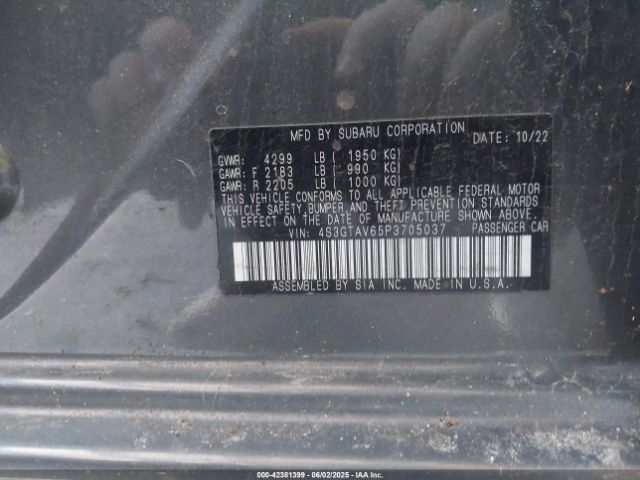 MFD BY SUBARU CORPORATION DATE: 10/22
GVWR: 4299 LB ( 1950 KG)
GAWR: F 2183 LB ( 990 KG)
GAWR: R 2205 LB ( 1000 KG)
THIS VEHICLE CONFORMS TO ALL APPLICABLE FEDERAL MOTOR
VEHICLE SAFETY, BUMPER, AND THEFT PREVENTION STANDARDS
IN EFFECT ON THE DATE OF MANUFACTURE SHOWN ABOVE.
VIN: 4S3GTAV65P3705037 PASSENGER CAR
ASSEMBLED BY SIA INC. MADE IN U.S.A.
000-42381399 - 06/02/2025 - IAA Inc.